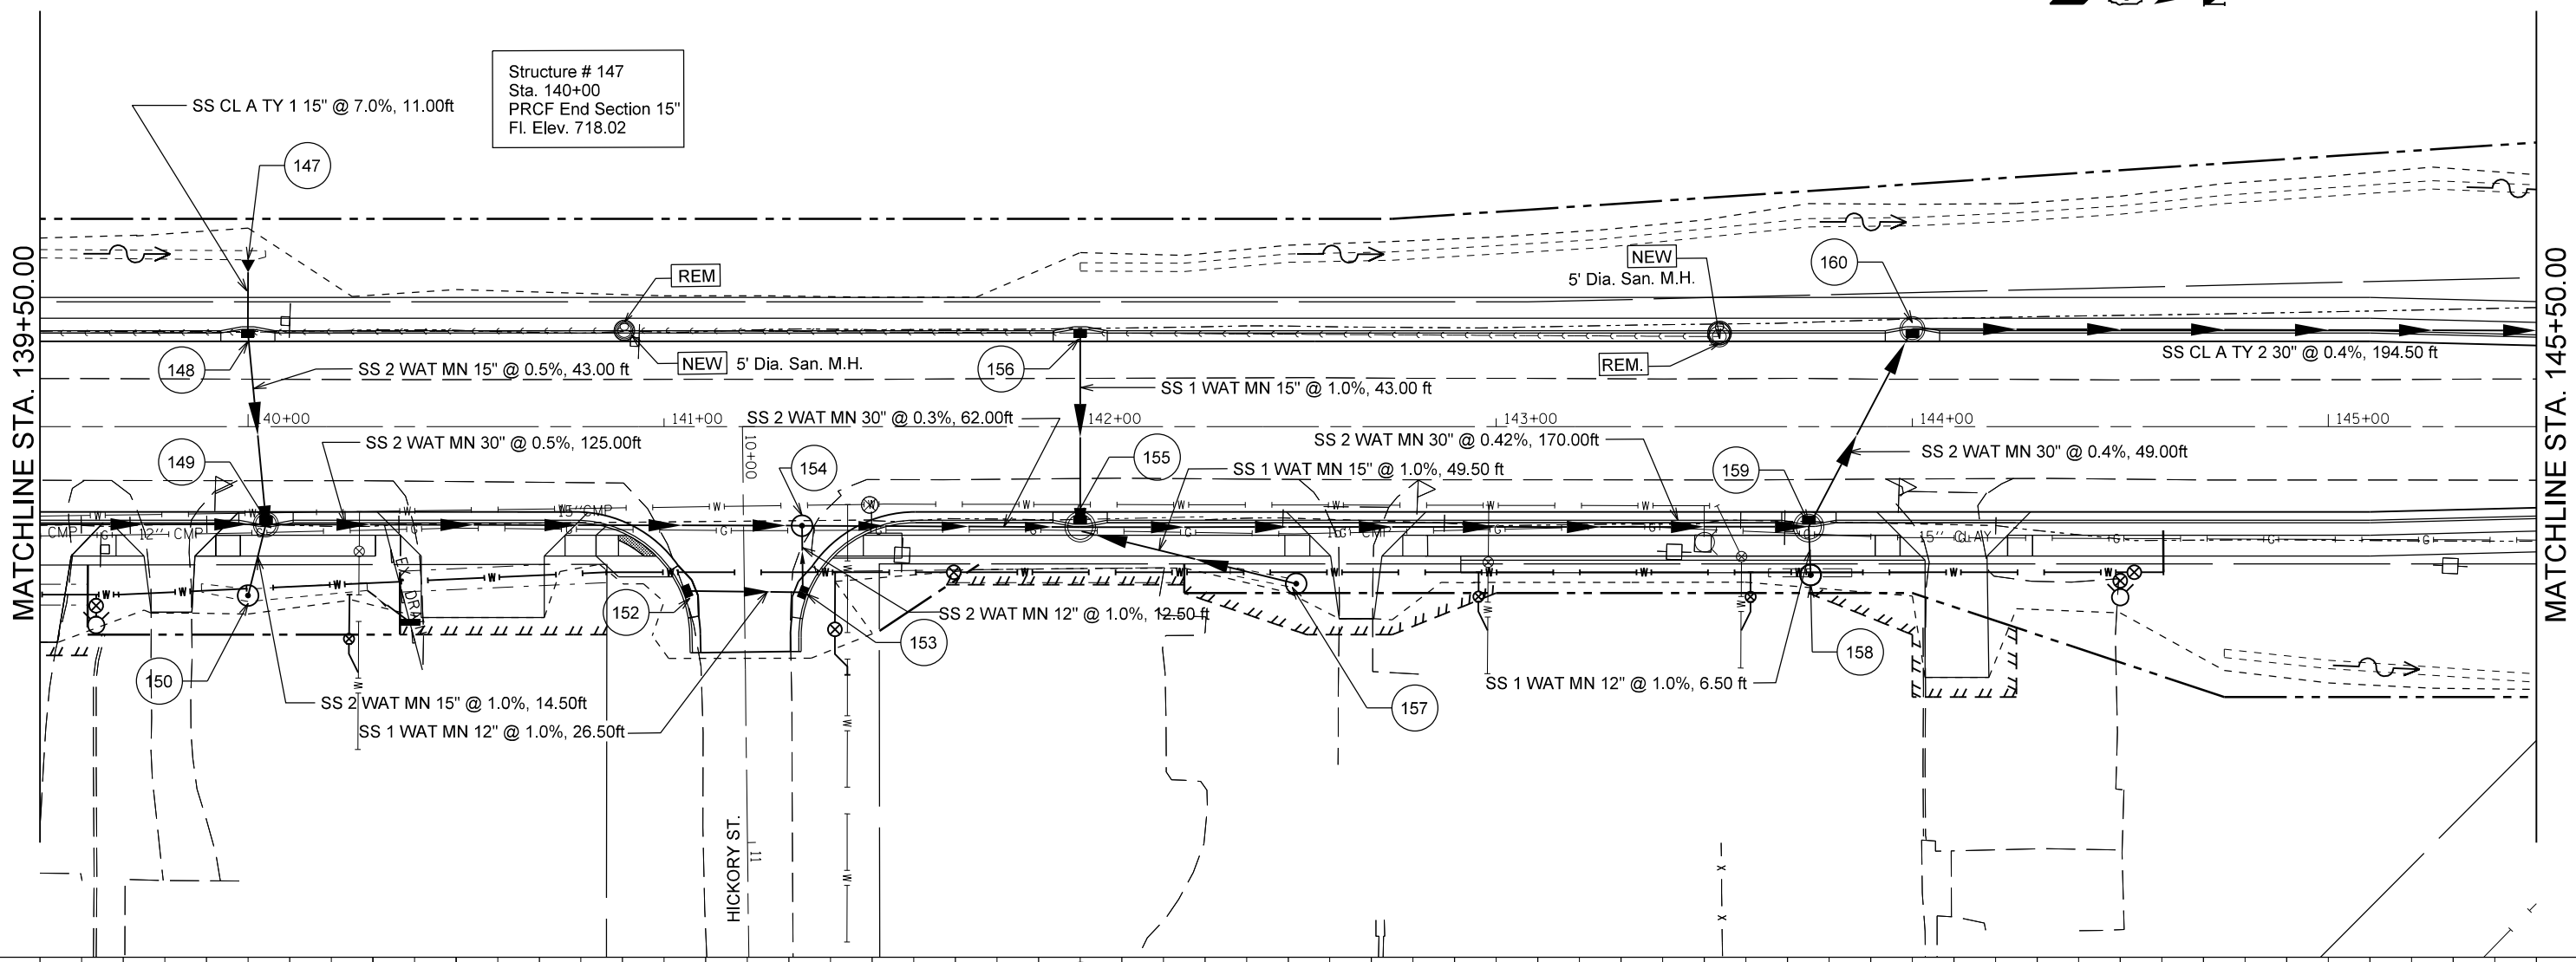 MATCHLINE STA. 139+50.00
Structure # 147
Sta. 140+00
PRCF End Section 15"
Fl. Elev. 718.02
SS CL A TY 1 15" @ 7.0%, 11.00ft
147
REM
NEW
5' Dia. San. M.H.
160
NEW 5' Dia. San. M.H.
148
SS 2 WAT MN 15" @ 0.5%, 43.00 ft
156
SS 1 WAT MN 15" @ 1.0%, 43.00 ft
REM.
SS CL A TY 2 30" @ 0.4%, 194.50 ft
140+00
141+00
142+00
143+00
144+00
145+00
SS 2 WAT MN 30" @ 0.3%, 62.00ft
SS 2 WAT MN 30" @ 0.5%, 125.00ft
SS 2 WAT MN 30" @ 0.42%, 170.00ft
SS 2 WAT MN 30" @ 0.4%, 49.00ft
149
10+00
154
155
SS 1 WAT MN 15" @ 1.0%, 49.50 ft
159
CMP
12" CMP
15" CMP
CMP
15" CLAY
152
SS 2 WAT MN 12" @ 1.0%, 12.50ft
153
158
150
SS 2 WAT MN 15" @ 1.0%, 14.50ft
SS 1 WAT MN 12" @ 1.0%, 26.50ft
SS 1 WAT MN 12" @ 1.0%, 6.50 ft
157
HICKORY ST.
11
MATCHLINE STA. 145+50.00